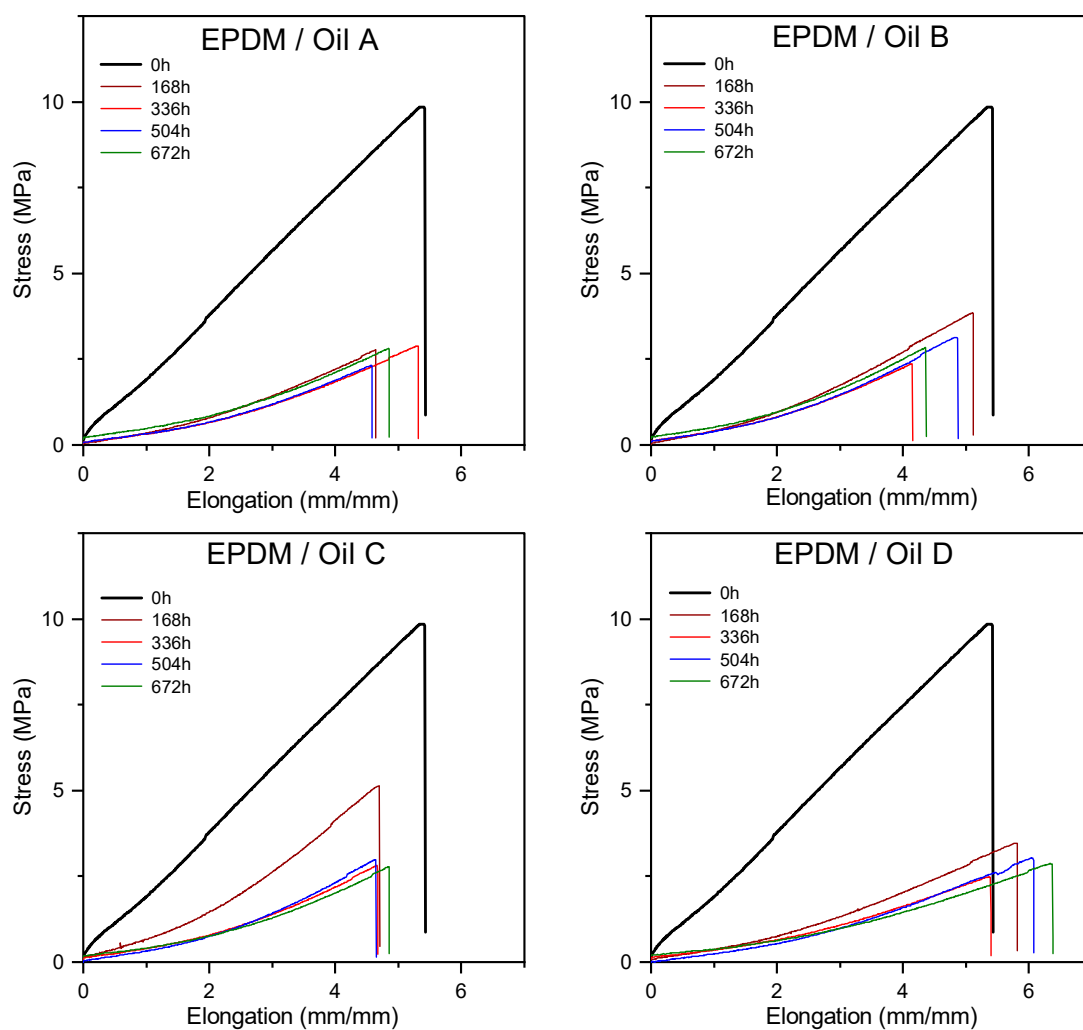 EPDM / Oil A
0h
168h
336h
504h
672h
10
5
0
Stress (MPa)
0 2 4 6
Elongation (mm/mm)
EPDM / Oil B
0h
168h
336h
504h
672h
10
5
0
Stress (MPa)
0 2 4 6
Elongation (mm/mm)
EPDM / Oil C
0h
168h
336h
504h
672h
10
5
0
Stress (MPa)
0 2 4 6
Elongation (mm/mm)
EPDM / Oil D
0h
168h
336h
504h
672h
10
5
0
Stress (MPa)
0 2 4 6
Elongation (mm/mm)